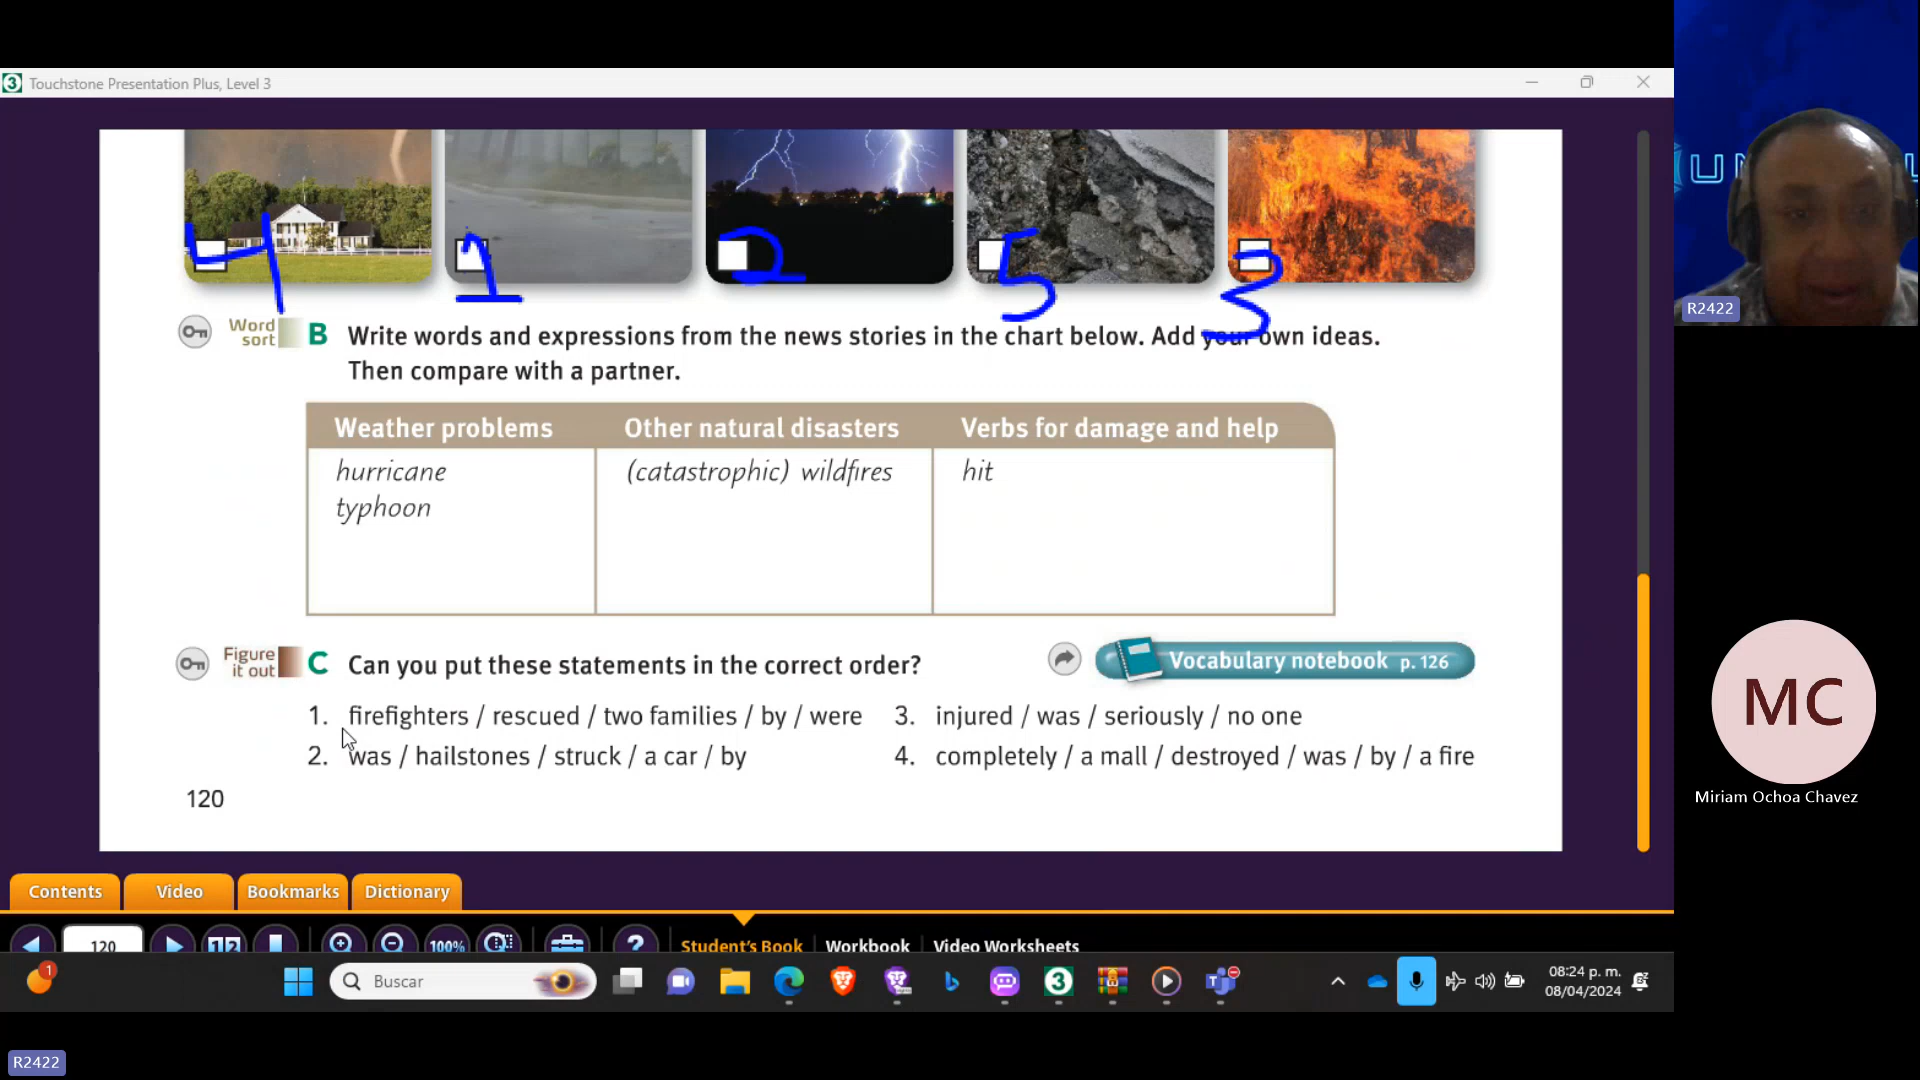 Touchstone Presentation Plus, Level 3
4 1 2 5 3
Word sort B Write words and expressions from the news stories in the chart below. Add your own ideas.
Then compare with a partner.
Weather problems Other natural disasters Verbs for damage and help
hurricane (catastrophic) wildfires hit
typhoon
Figure it out C Can you put these statements in the correct order? Vocabulary notebook p. 126
1. firefighters / rescued / two families / by / were 3. injured / was / seriously / no one
2. was / hailstones / struck / a car / by 4. completely / a mall / destroyed / was / by / a fire
120
Contents Video Bookmarks Dictionary
120 100% Student's Book Workbook Video Worksheets
Buscar
08:24 p. m.
08/04/2024
R2422
MC
Miriam Ochoa Chavez
R2422